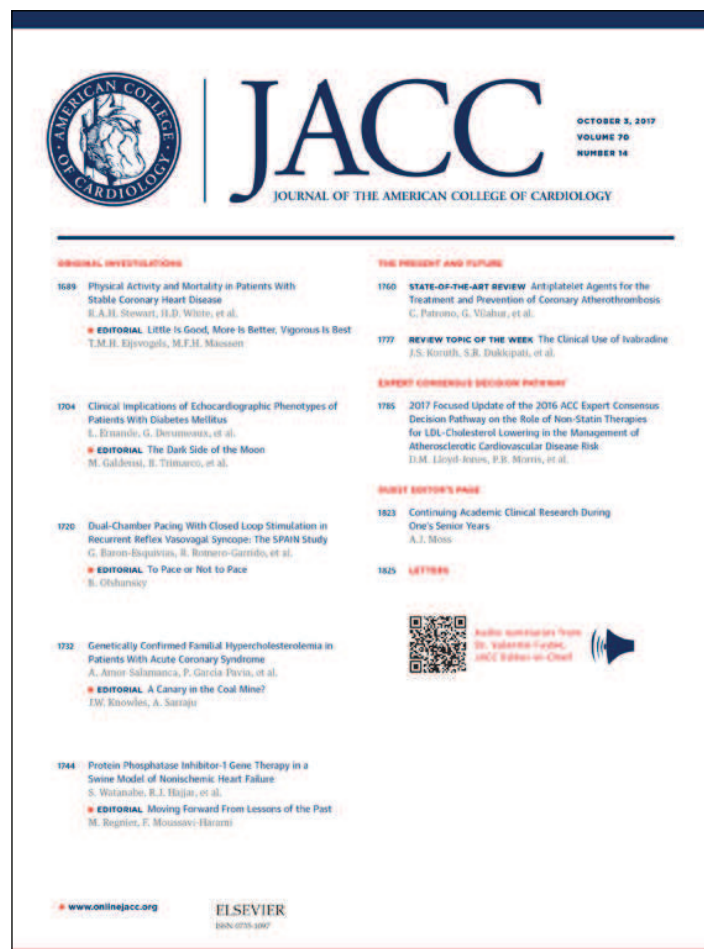 AMERICAN COLLEGE
OF CARDIOLOGY
JACC
JOURNAL OF THE AMERICAN COLLEGE OF CARDIOLOGY
OCTOBER 3, 2017
VOLUME 70
NUMBER 14
ORIGINAL INVESTIGATIONS
1689 Physical Activity and Mortality in Patients With
Stable Coronary Heart Disease
R.A.H. Stewart, H.D. White, et al.
EDITORIAL Little Is Good, More Is Better, Vigorous Is Best
T.M.H. Eijsvogels, M.F.H. Maessen
1704 Clinical Implications of Echocardiographic Phenotypes of
Patients With Diabetes Mellitus
L. Ernande, G. Derumeaux, et al.
EDITORIAL The Dark Side of the Moon
M. Galderisi, B. Trimarco, et al.
1720 Dual-Chamber Pacing With Closed Loop Stimulation in
Recurrent Reflex Vasovagal Syncope: The SPAIN Study
G. Baron-Esquivias, R. Romero-Garrido, et al.
EDITORIAL To Pace or Not to Pace
B. Olshansky
1732 Genetically Confirmed Familial Hypercholesterolemia in
Patients With Acute Coronary Syndrome
A. Amor-Salamanca, P. Garcia-Pavia, et al.
EDITORIAL A Canary in the Coal Mine?
J.W. Knowles, A. Sarraju
1744 Protein Phosphatase Inhibitor-1 Gene Therapy in a
Swine Model of Nonischemic Heart Failure
S. Watanabe, R.J. Hajjar, et al.
EDITORIAL Moving Forward From Lessons of the Past
M. Regnier, F. Moussavi-Harami
THE PRESENT AND FUTURE
1760 STATE-OF-THE-ART REVIEW Antiplatelet Agents for the
Treatment and Prevention of Coronary Atherothrombosis
C. Patrono, G. Vilahur, et al.
1777 REVIEW TOPIC OF THE WEEK The Clinical Use of Ivabradine
J.S. Koruth, S.R. Dukkipati, et al.
EXPERT CONSENSUS DECISION PATHWAY
1785 2017 Focused Update of the 2016 ACC Expert Consensus
Decision Pathway on the Role of Non-Statin Therapies
for LDL-Cholesterol Lowering in the Management of
Atherosclerotic Cardiovascular Disease Risk
D.M. Lloyd-Jones, P.B. Morris, et al.
GUEST EDITOR'S PAGE
1823 Continuing Academic Clinical Research During
One's Senior Years
A.J. Moss
1825 LETTERS
Audio summaries from
Dr. Valentin Fuster,
JACC Editor-in-Chief
www.onlinejacc.org
ELSEVIER
ISSN 0735-1097